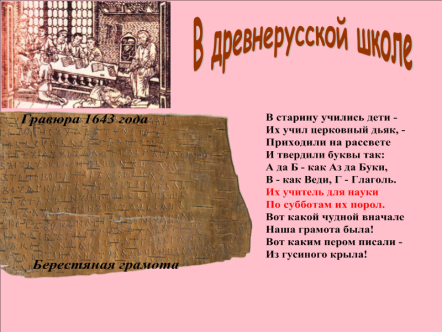 В древнерусской школе
Гравюра 1643 года
В старину учились дети -
Их учил церковный дьяк, -
Приходили на рассвете
И твердили буквы так:
А да Б - как Аз да Буки,
В - как Веди, Г - Глаголь.
Их учитель для науки
По субботам их порол.
Вот какой чудной вначале
Наша грамота была!
Вот каким пером писали -
Из гусиного крыла!
Берестяная грамота